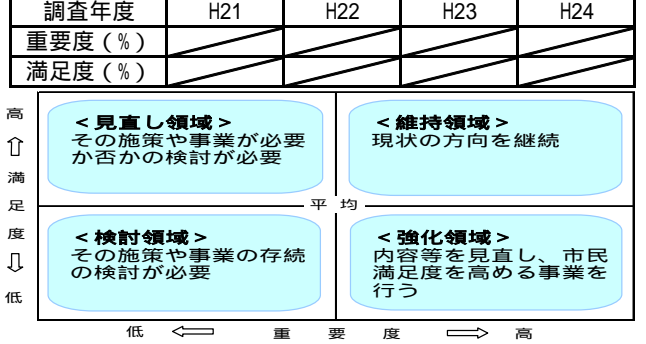 調査年度 H21 H22 H23 H24
重要度(%)
満足度(%)
高
⇧
満
足
度
⇩
低
<見直し領域>
その施策や事業が必要
か否かの検討が必要
<維持領域>
現状の方向を継続
平 均
<検討領域>
その施策や事業の存続
の検討が必要
<強化領域>
内容等を見直し、市民
満足度を高める事業を
行う
低 ⇐ 重 要 度 ⇒ 高